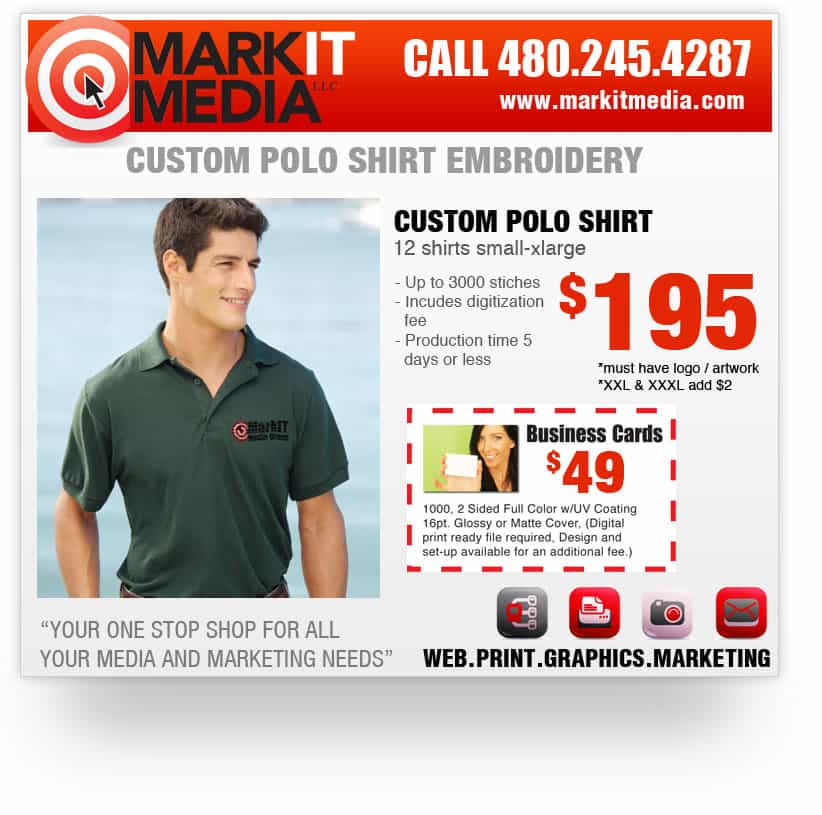 MARKIT
MEDIA LLC
CALL 480.245.4287
www.markitmedia.com
CUSTOM POLO SHIRT EMBROIDERY
CUSTOM POLO SHIRT
12 shirts small-xlarge
- Up to 3000 stiches
- Incudes digitization
fee
- Production time 5
days or less
$195
*must have logo / artwork
*XXL & XXXL add $2
MarkIT
Media Group
Business Cards
$49
1000, 2 Sided Full Color w/UV Coating
16pt. Glossy or Matte Cover, (Digital
print ready file required, Design and
set-up available for an additional fee.)
“YOUR ONE STOP SHOP FOR ALL
YOUR MEDIA AND MARKETING NEEDS”
WEB.PRINT.GRAPHICS.MARKETING